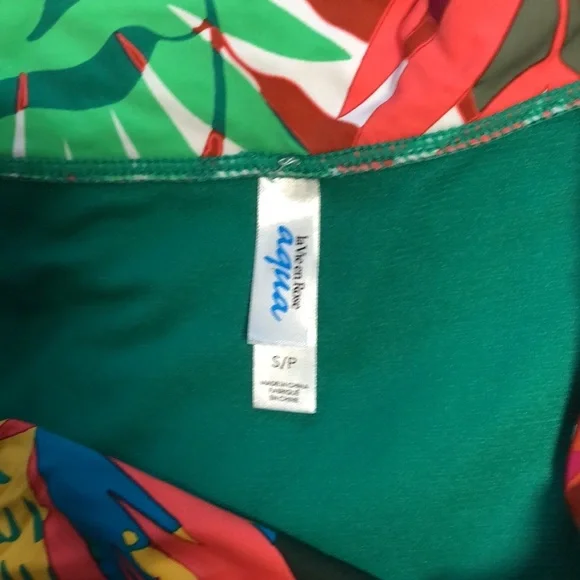 la Vie en Rose
aqua
S/P
MADE IN CHINA
FABRIQUÉ
EN CHINE